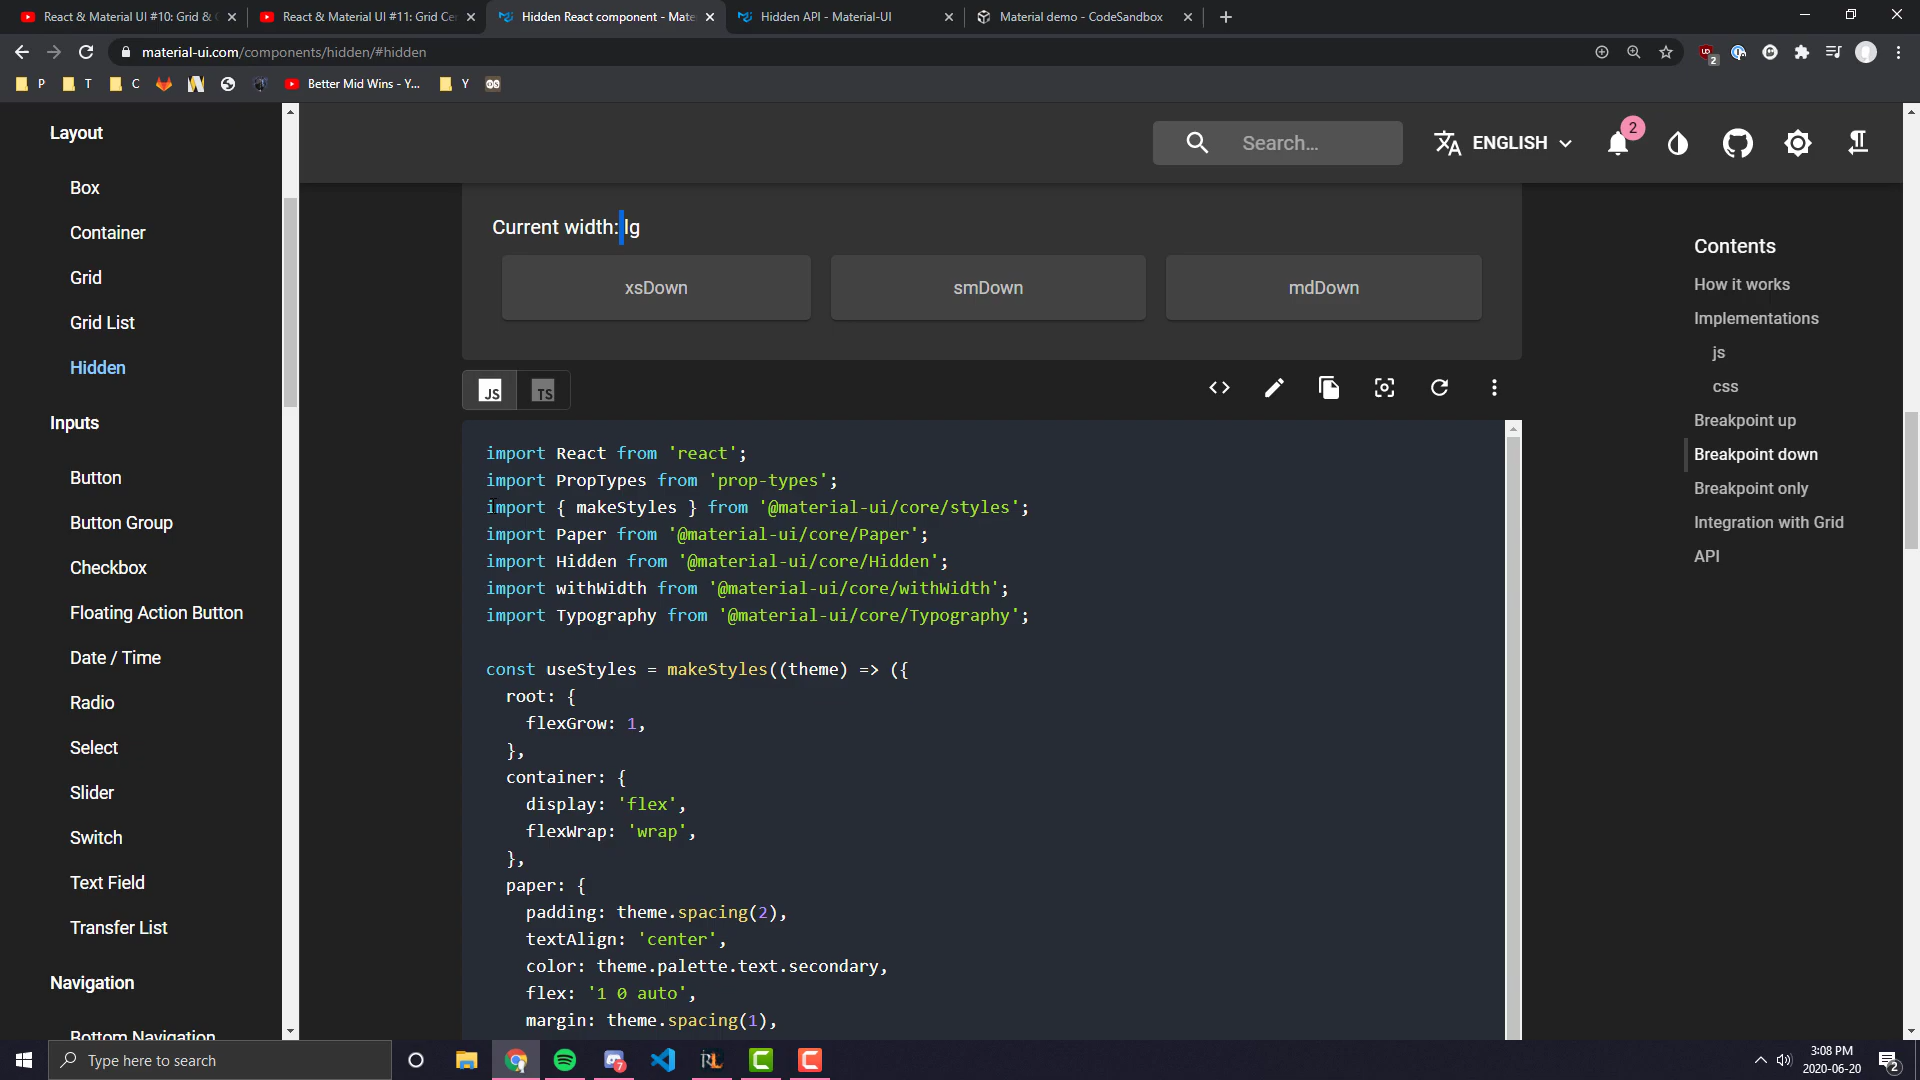 React & Material UI #10: Grid &
React & Material UI #11: Grid Ce
Hidden React component - Mate
Hidden API - Material-UI
Material demo - CodeSandbox
material-ui.com/components/hidden/#hidden
2
P
T
C
Better Mid Wins - Y...
Y
Layout
Box
Container
Grid
Grid List
Hidden
Inputs
Button
Button Group
Checkbox
Floating Action Button
Date / Time
Radio
Select
Slider
Switch
Text Field
Transfer List
Navigation
Bottom Navigation
Search…
ENGLISH
2
Current width: lg
xsDown
smDown
mdDown
JS
TS
import React from 'react';
import PropTypes from 'prop-types';
import { makeStyles } from '@material-ui/core/styles';
import Paper from '@material-ui/core/Paper';
import Hidden from '@material-ui/core/Hidden';
import withWidth from '@material-ui/core/withWidth';
import Typography from '@material-ui/core/Typography';
const useStyles = makeStyles((theme) => ({
root: {
flexGrow: 1,
},
container: {
display: 'flex',
flexWrap: 'wrap',
},
paper: {
padding: theme.spacing(2),
textAlign: 'center',
color: theme.palette.text.secondary,
flex: '1 0 auto',
margin: theme.spacing(1),
Contents
How it works
Implementations
js
css
Breakpoint up
Breakpoint down
Breakpoint only
Integration with Grid
API
Type here to search
7
3:08 PM
2020-06-20
2